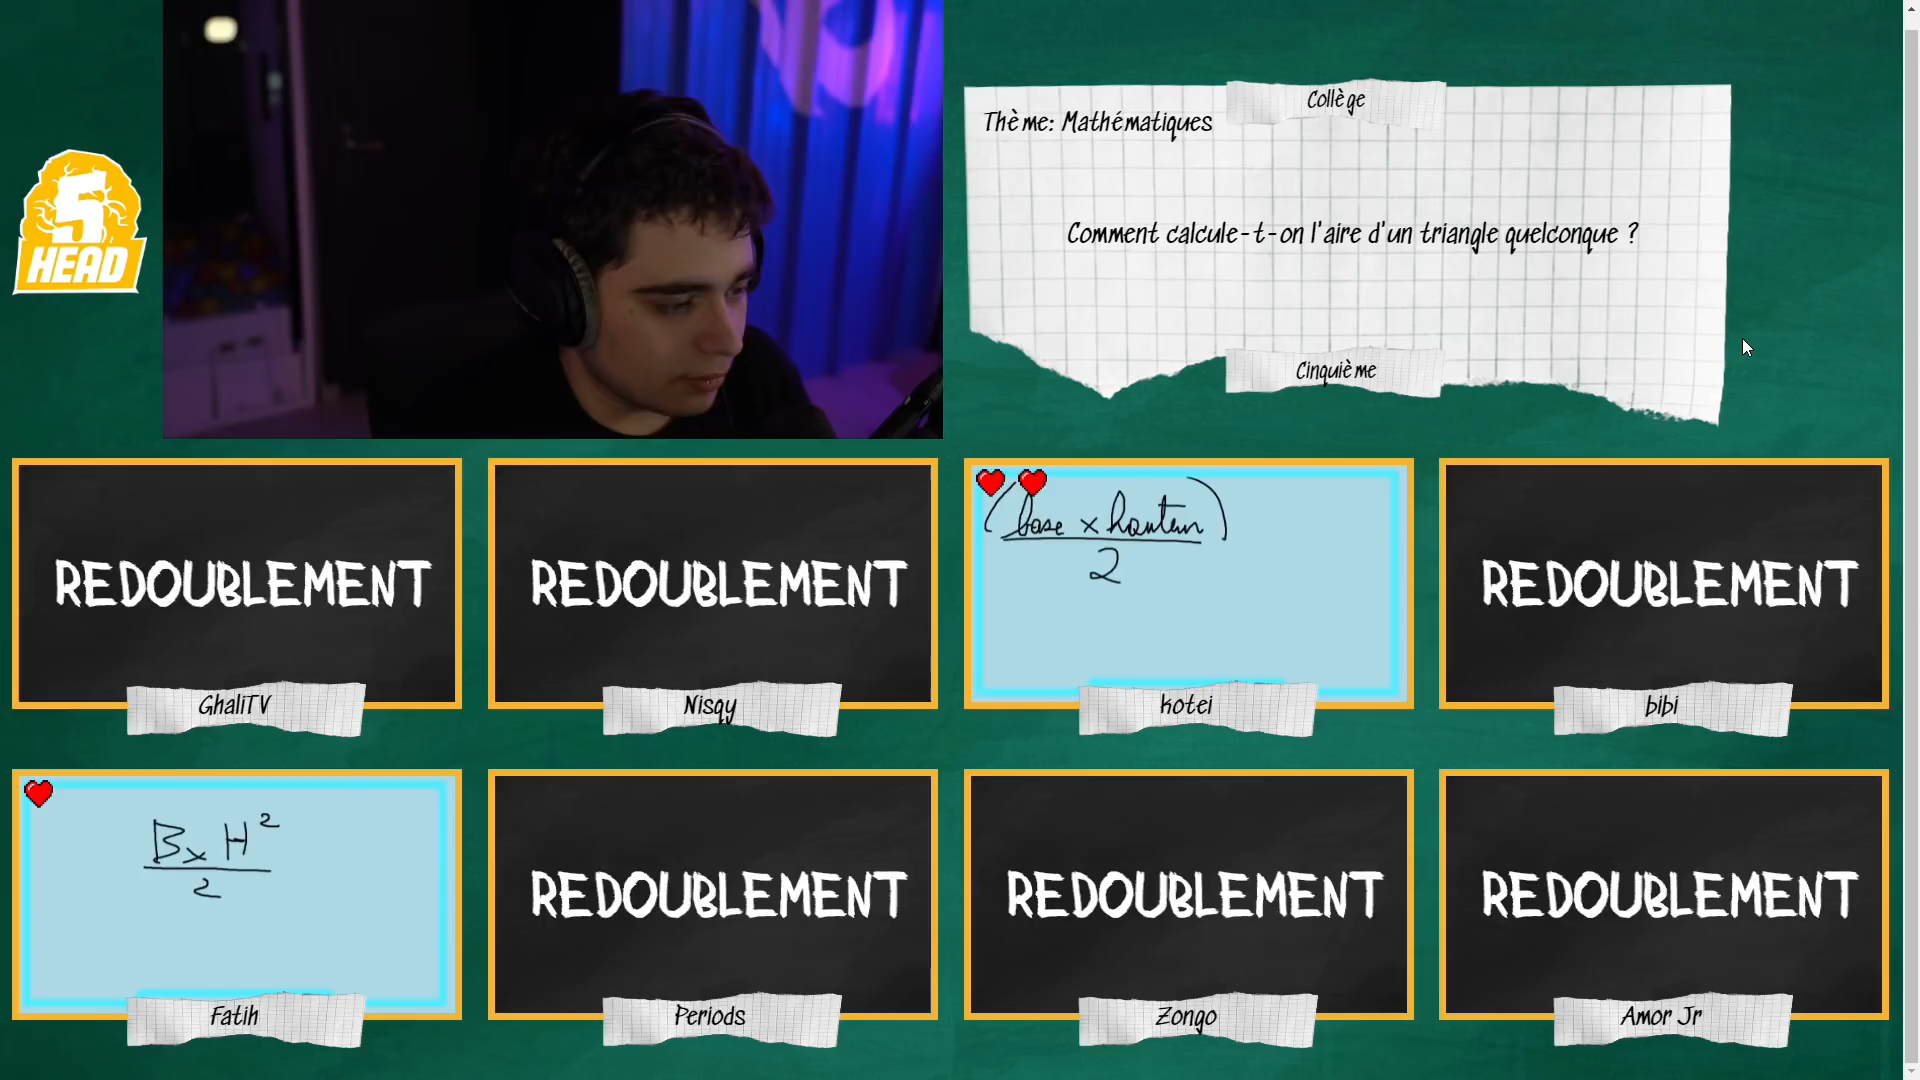 5
HEAD
Collège
Thème: Mathématiques
Comment calcule-t-on l'aire d'un triangle quelconque ?
Cinquième
REDOUBLEMENT
GhaliTV
REDOUBLEMENT
Nisqy
(base x hauteur)
2
kotei
REDOUBLEMENT
bibi
B x H²
2
Fatih
REDOUBLEMENT
Periods
REDOUBLEMENT
Zongo
REDOUBLEMENT
Amor Jr